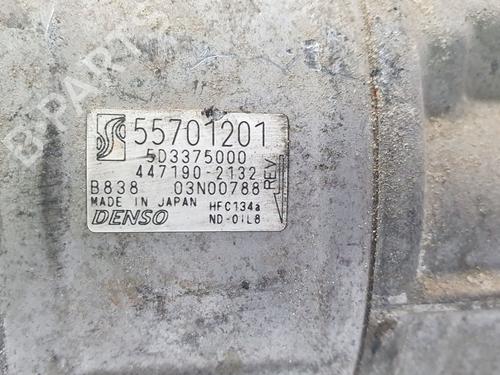 55701201
5D3375000
447190-2132
REV
B838 03N00788
MADE IN JAPAN HFC134a
DENSO ND-OIL8
B-PARTS